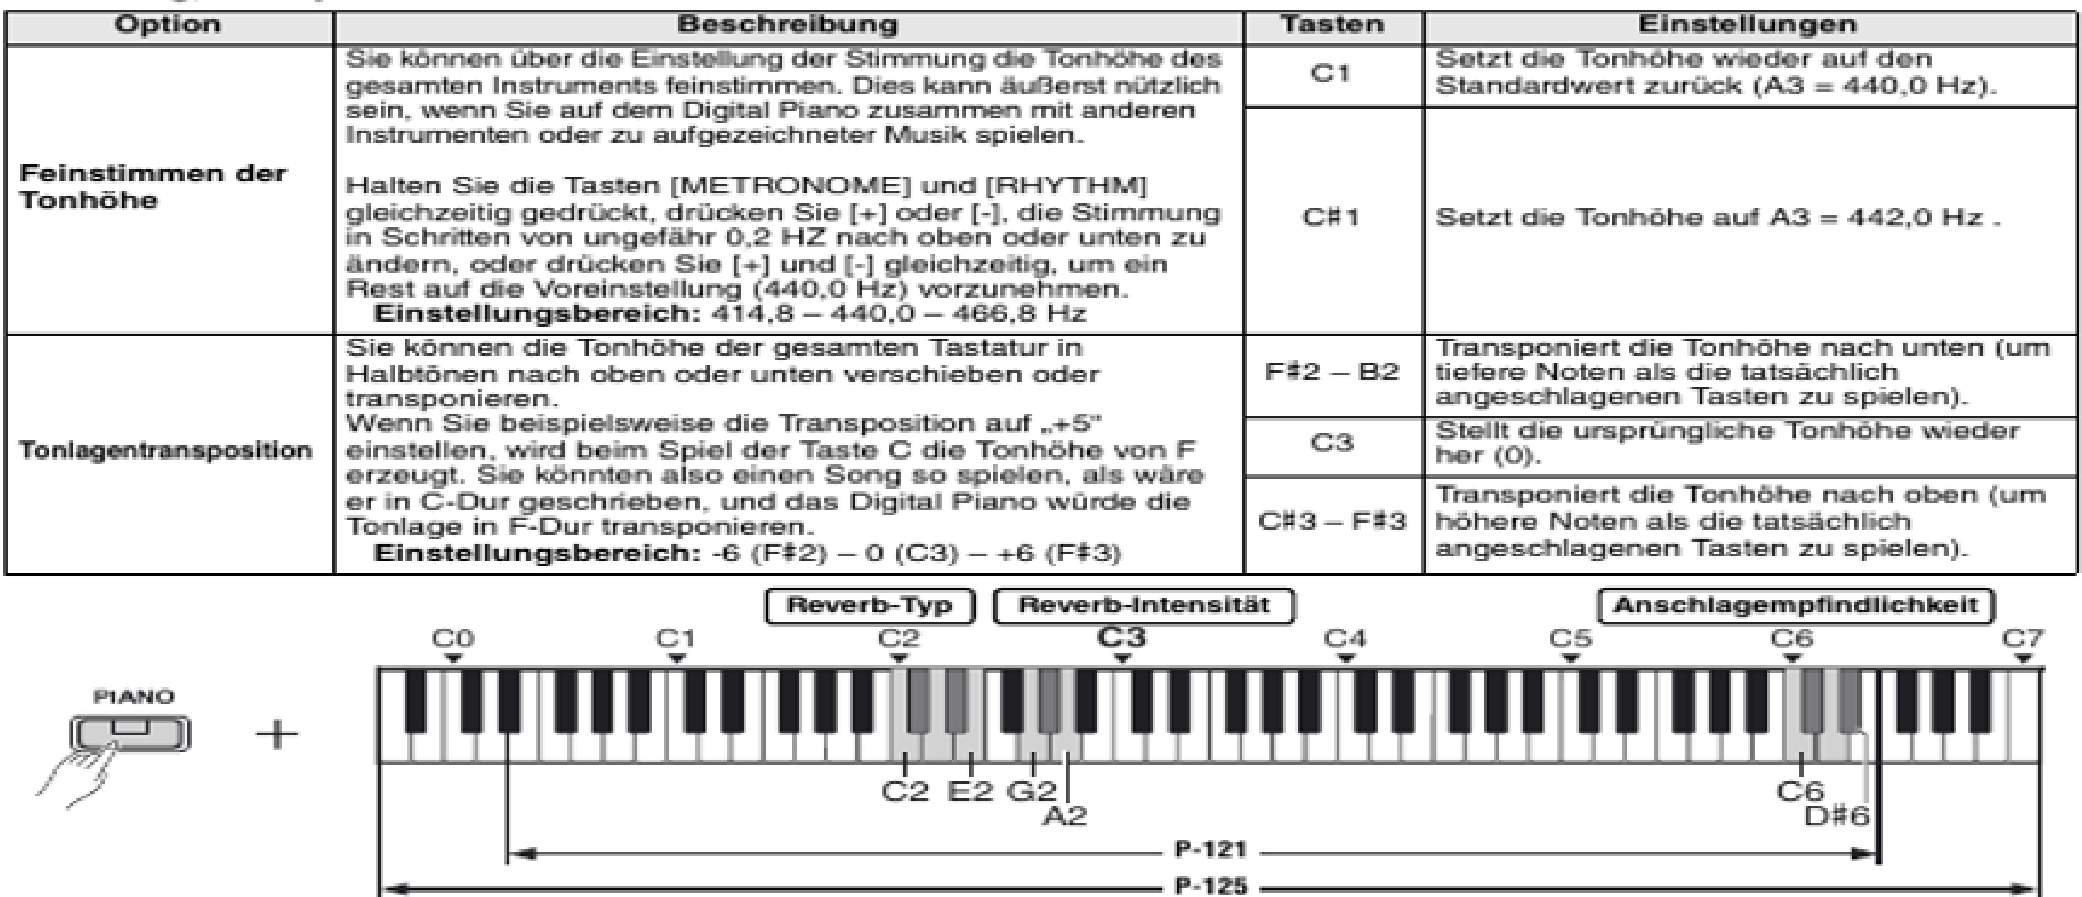 Option Beschreibung Tasten Einstellungen
Feinstimmen der
Tonhöhe
Sie können über die Einstellung der Stimmung die Tonhöhe des
gesamten Instruments feinstimmen. Dies kann äußerst nützlich
sein, wenn Sie auf dem Digital Piano zusammen mit anderen
Instrumenten oder zu aufgezeichneter Musik spielen.
Halten Sie die Tasten [METRONOME] und [RHYTHM]
gleichzeitig gedrückt, drücken Sie [+] oder [-], die Stimmung
in Schritten von ungefähr 0,2 HZ nach oben oder unten zu
ändern, oder drücken Sie [+] und [-] gleichzeitig, um ein
Rest auf die Voreinstellung (440,0 Hz) vorzunehmen.
Einstellungsbereich: 414,8 – 440,0 – 466,8 Hz
C1
Setzt die Tonhöhe wieder auf den
Standardwert zurück (A3 = 440,0 Hz).
C#1
Setzt die Tonhöhe auf A3 = 442,0 Hz .
Tonlagentransposition
Sie können die Tonhöhe der gesamten Tastatur in
Halbtönen nach oben oder unten verschieben oder
transponieren.
Wenn Sie beispielsweise die Transposition auf „+5“
einstellen, wird beim Spiel der Taste C die Tonhöhe von F
erzeugt. Sie könnten also einen Song so spielen, als wäre
er in C-Dur geschrieben, und das Digital Piano würde die
Tonlage in F-Dur transponieren.
Einstellungsbereich: -6 (F#2) – 0 (C3) – +6 (F#3)
F#2 – B2
Transponiert die Tonhöhe nach unten (um
tiefere Noten als die tatsächlich
angeschlagenen Tasten zu spielen).
C3
Stellt die ursprüngliche Tonhöhe wieder
her (0).
C#3 – F#3
Transponiert die Tonhöhe nach oben (um
höhere Noten als die tatsächlich
angeschlagenen Tasten zu spielen).
Reverb-Typ Reverb-Intensität Anschlagempfindlichkeit
C0 C1 C2 C3 C4 C5 C6 C7
PIANO
+
C2 E2 G2 C6
A2 D#6
P-121
P-125